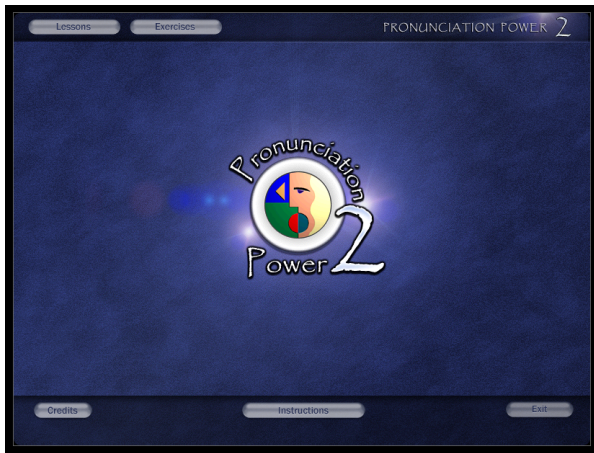 Lessons
Exercises
PRONUNCIATION POWER 2
Pronunciation
Power 2
Credits
Instructions
Exit